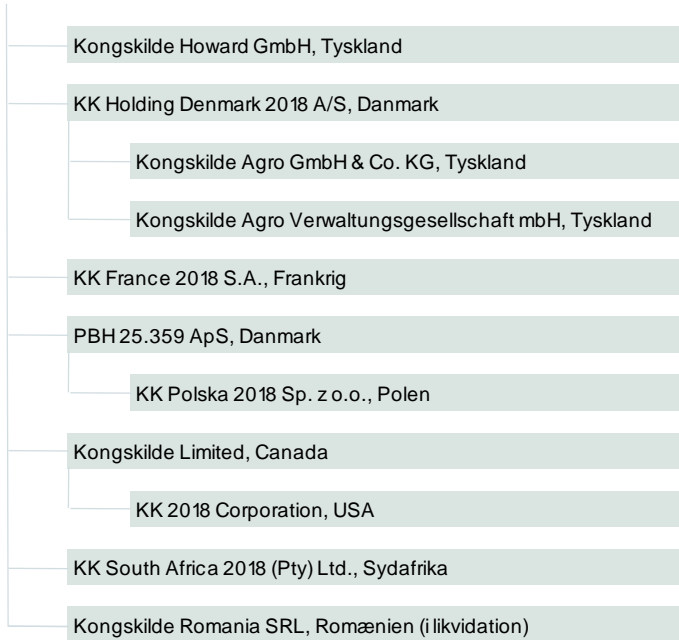 Kongskilde Howard GmbH, Tyskland
KK Holding Denmark 2018 A/S, Danmark
Kongskilde Agro GmbH & Co. KG, Tyskland
Kongskilde Agro Verwaltungsgesellschaft mbH, Tyskland
KK France 2018 S.A., Frankrig
PBH 25.359 ApS, Danmark
KK Polska 2018 Sp. z o.o., Polen
Kongskilde Limited, Canada
KK 2018 Corporation, USA
KK South Africa 2018 (Pty) Ltd., Sydafrika
Kongskilde Romania SRL, Romænien (i likvidation)